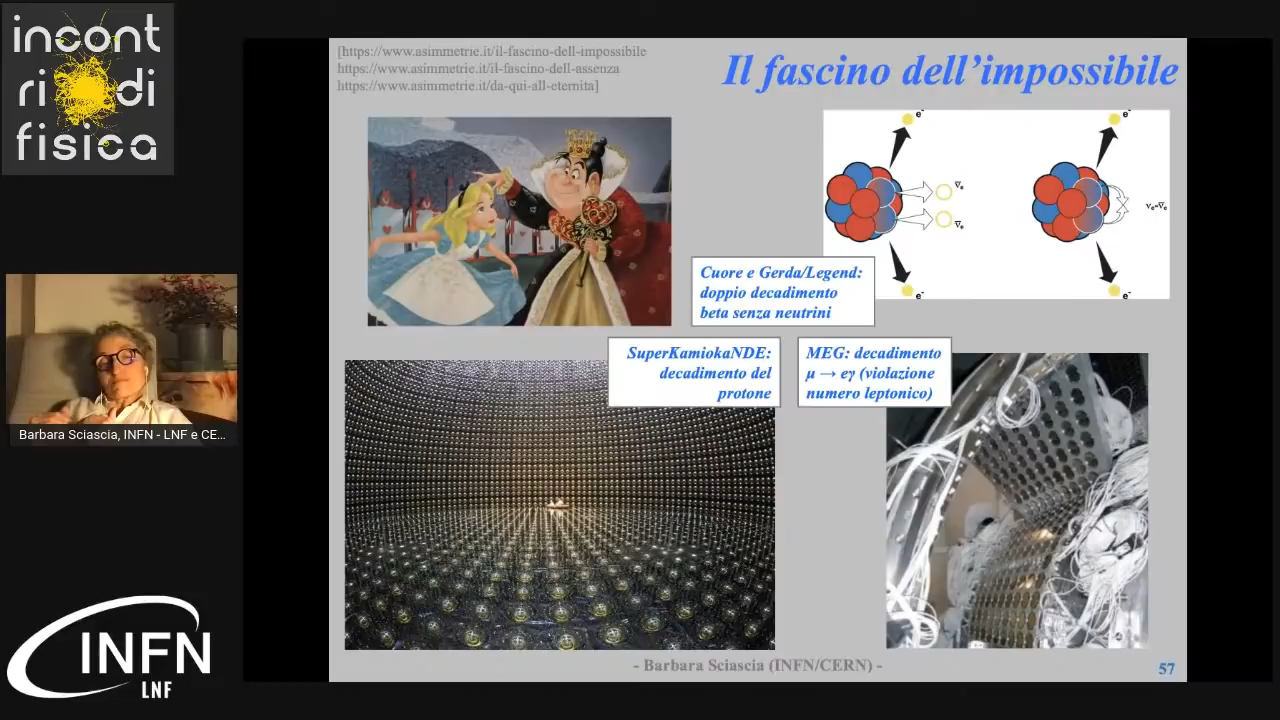 incont
ri di
fisica
[https://www.asimmetrie.it/il-fascino-dell-impossibile
https://www.asimmetrie.it/il-fascino-dell-assenza
https://www.asimmetrie.it/da-qui-all-eternita]
Il fascino dell’impossibile
e-
e-
ν̅e
ν̅e
νe=ν̅e
e-
e-
Cuore e Gerda/Legend:
doppio decadimento
beta senza neutrini
SuperKamiokaNDE:
decadimento del
protone
MEG: decadimento
μ → eγ (violazione
numero leptonico)
Barbara Sciascia, INFN - LNF e CE...
INFN
LNF
- Barbara Sciascia (INFN/CERN) -
57